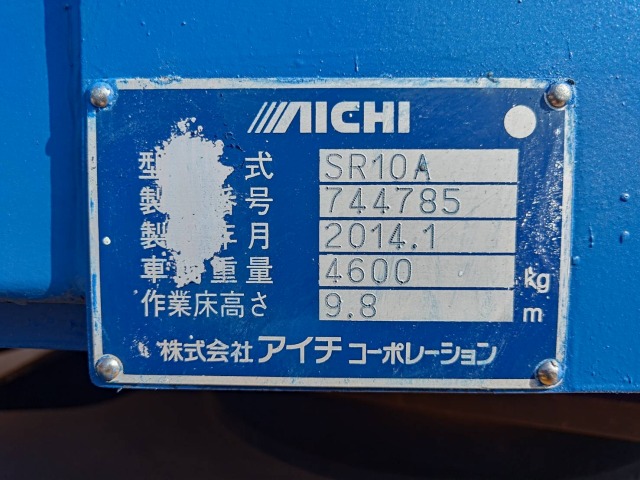 AICHI
型 式 SR10A
製 番号 744785
製 年月 2014.1
車 重量 4600 kg
作業床高さ 9.8 m
株式会社アイチコーポレーション